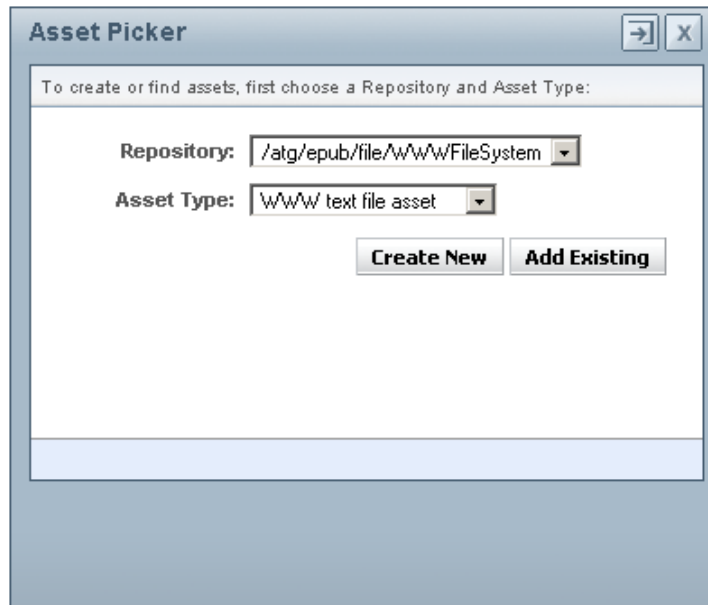 Asset Picker
X
To create or find assets, first choose a Repository and Asset Type:
Repository: /atg/epub/file/WWWFileSystem
Asset Type: WWW text file asset
Create New Add Existing